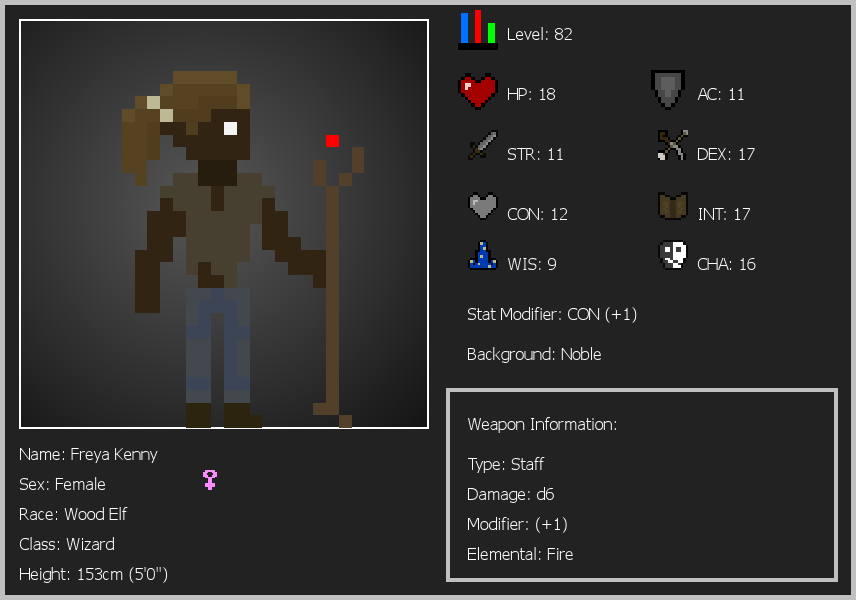 Level: 82
HP: 18
AC: 11
STR: 11
DEX: 17
CON: 12
INT: 17
WIS: 9
CHA: 16
Stat Modifier: CON (+1)
Background: Noble
Weapon Information:
Type: Staff
Damage: d6
Modifier: (+1)
Elemental: Fire
Name: Freya Kenny
Sex: Female
Race: Wood Elf
Class: Wizard
Height: 153cm (5'0")